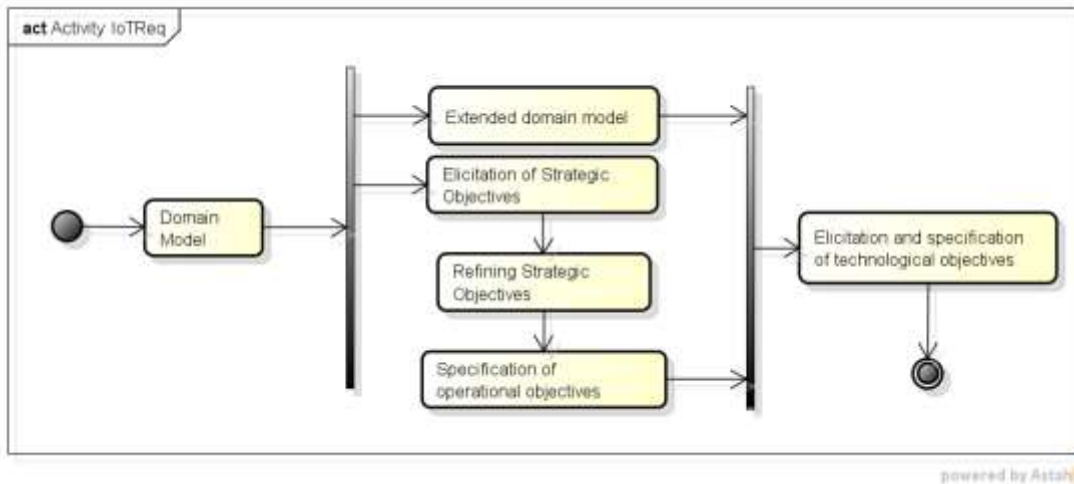 act Activity IoTReq
Extended domain model
Elicitation of Strategic
Objectives
Domain
Model
Elicitation and specification
of technological objectives
Refining Strategic
Objectives
Specification of
operational objectives
powered by Astah